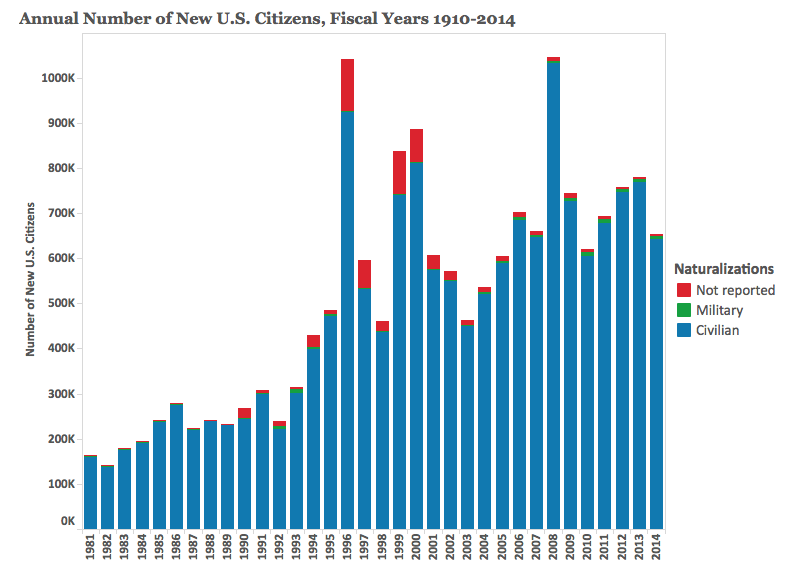 Annual Number of New U.S. Citizens, Fiscal Years 1910-2014
Number of New U.S. Citizens
1000K
900K
800K
700K
600K
500K
400K
300K
200K
100K
0K
1981
1982
1983
1984
1985
1986
1987
1988
1989
1990
1991
1992
1993
1994
1995
1996
1997
1998
1999
2000
2001
2002
2003
2004
2005
2006
2007
2008
2009
2010
2011
2012
2013
2014
Naturalizations
Not reported
Military
Civilian